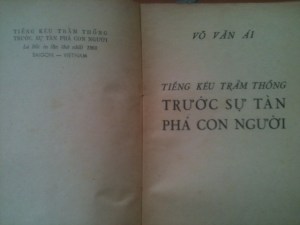 TIẾNG KÊU TRẦM THỐNG
TRƯỚC SỰ TÀN PHÁ CON NGƯỜI
SAIGON — VIETNAM
VÕ VĂN ÁI
TIẾNG KÊU TRẦM THỐNG
TRƯỚC SỰ TÀN
PHÁ CON NGƯỜI